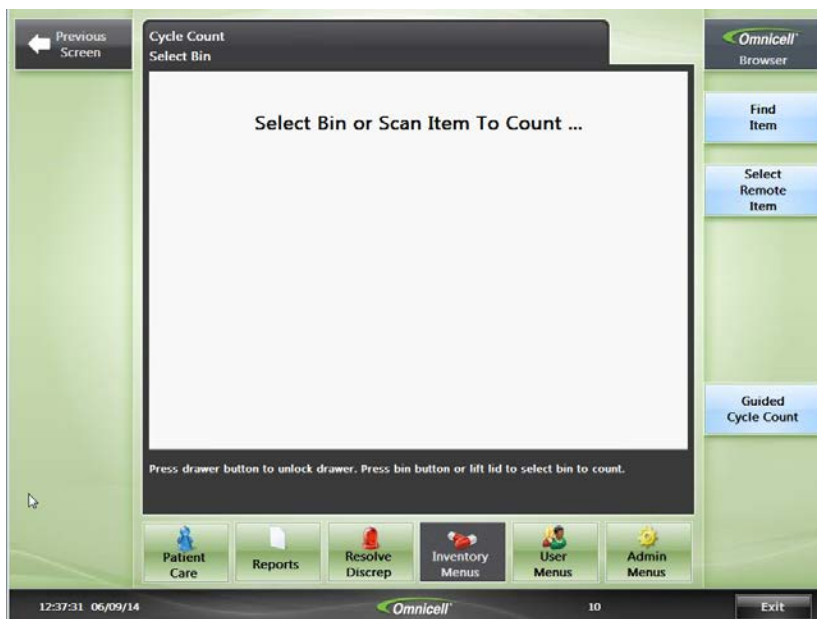 Previous
Screen
Cycle Count
Select Bin
Omnicell
Browser
Select Bin or Scan Item To Count ...
Find
Item
Select
Remote
Item
Guided
Cycle Count
Press drawer button to unlock drawer. Press bin button or lift lid to select bin to count.
Patient
Care
Reports
Resolve
Discrep
Inventory
Menus
User
Menus
Admin
Menus
12:37:31 06/09/14
Omnicell
10
Exit